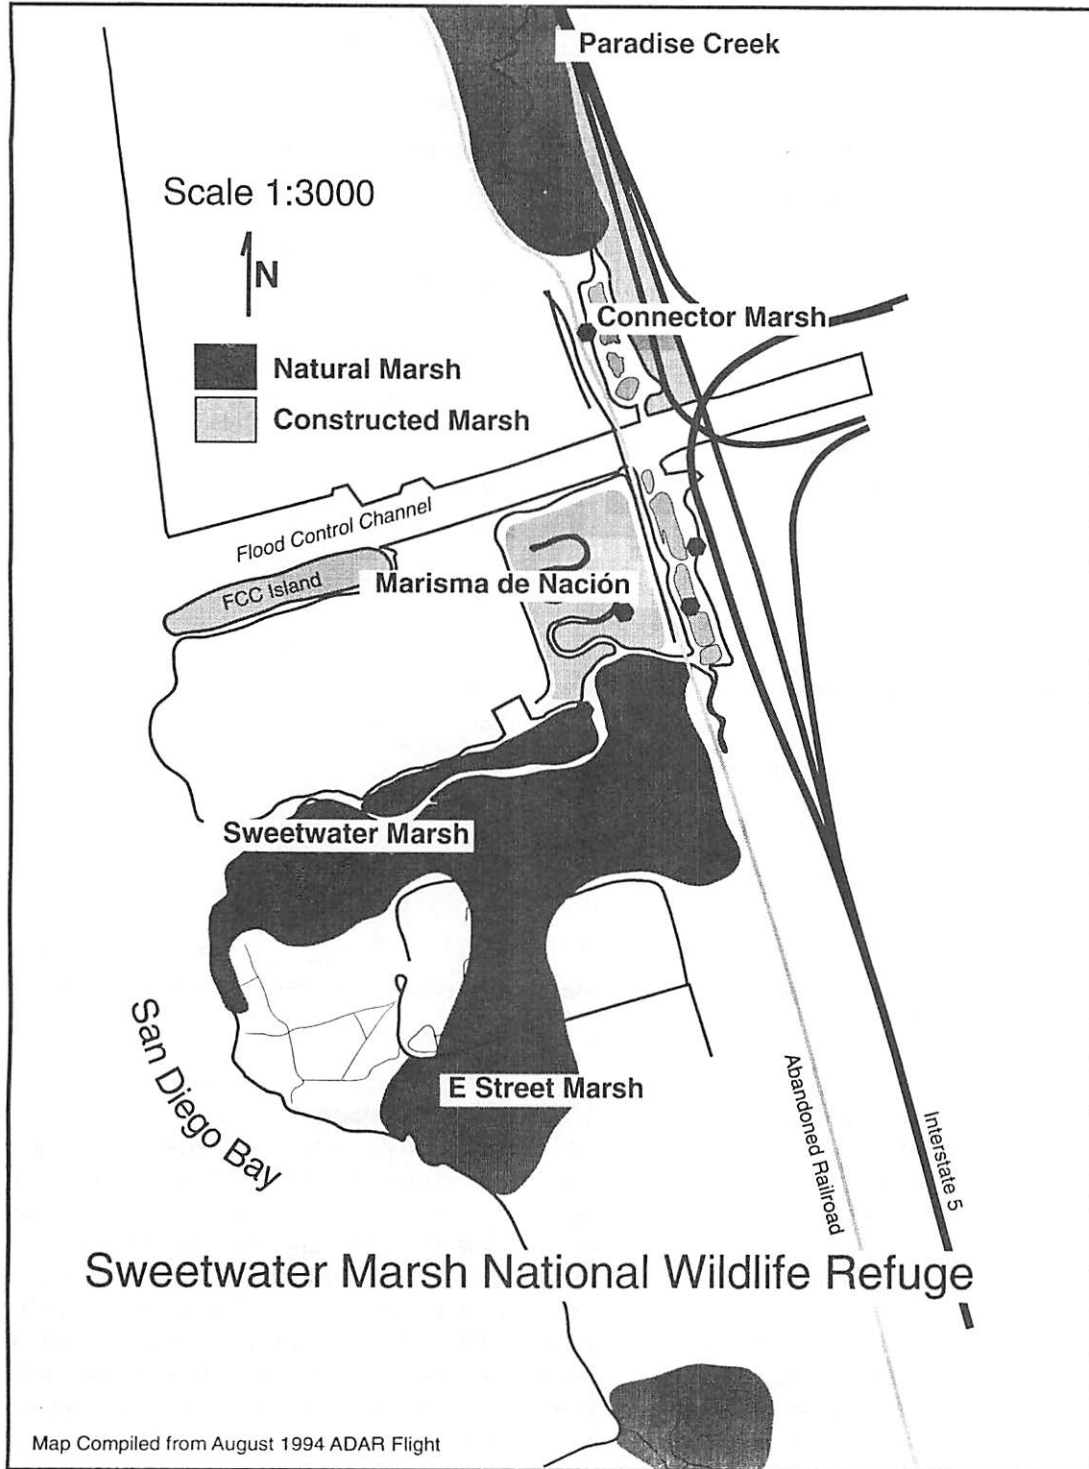 Paradise Creek
Scale 1:3000
N
Connector Marsh
Natural Marsh
Constructed Marsh
Flood Control Channel
FCC Island
Marisma de Nación
Sweetwater Marsh
San Diego Bay
E Street Marsh
Abandoned Railroad
Interstate 5
Sweetwater Marsh National Wildlife Refuge
Map Compiled from August 1994 ADAR Flight